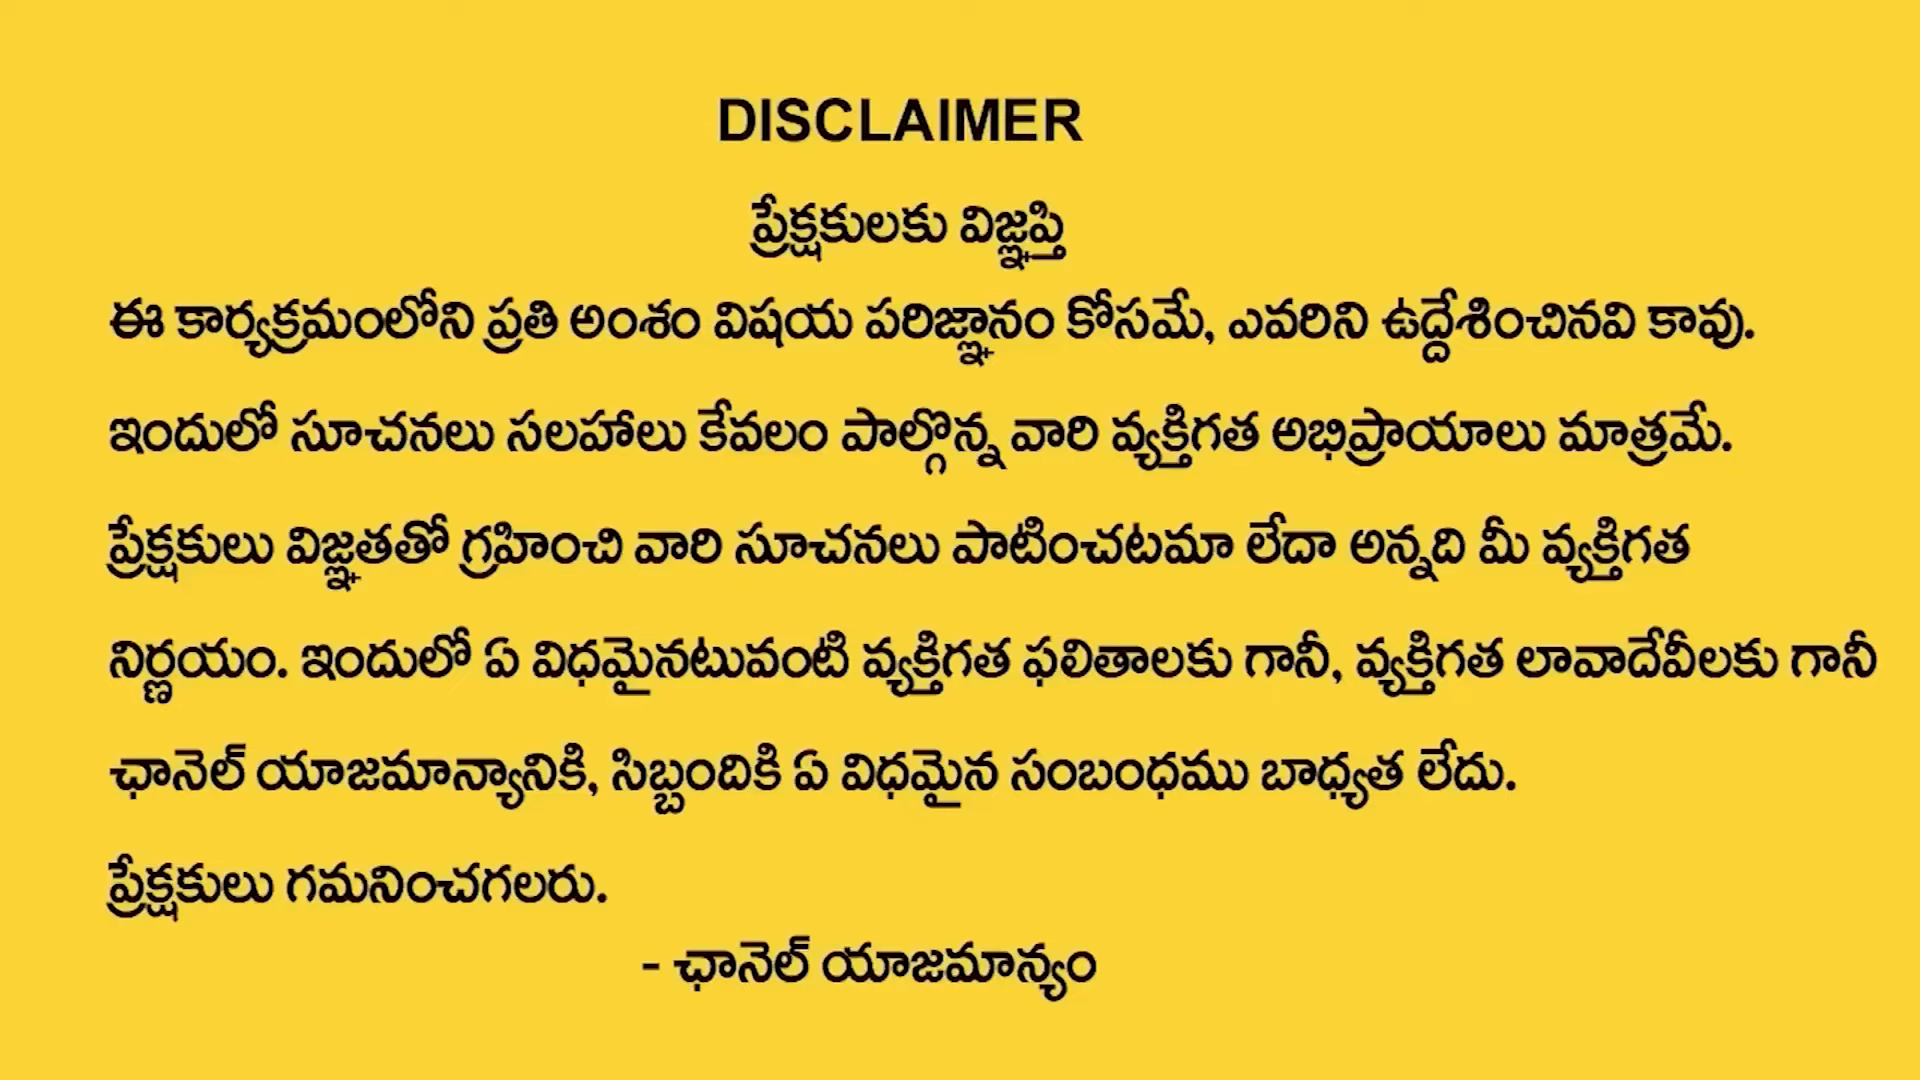 DISCLAIMER
ప్రేక్షకులకు విజ్ఞప్తి
ఈ కార్యక్రమంలోని ప్రతి అంశం విషయ పరిజ్ఞానం కోసమే, ఎవరిని ఉద్దేశించినవి కావు.
ఇందులో సూచనలు సలహాలు కేవలం పాల్గొన్న వారి వ్యక్తిగత అభిప్రాయాలు మాత్రమే.
ప్రేక్షకులు విజ్ఞతతో గ్రహించి వారి సూచనలు పాటించటమా లేదా అన్నది మీ వ్యక్తిగత
నిర్ణయం. ఇందులో ఏ విధమైనటువంటి వ్యక్తిగత ఫలితాలకు గానీ, వ్యక్తిగత లావాదేవీలకు గానీ
ఛానెల్ యాజమాన్యానికి, సిబ్బందికి ఏ విధమైన సంబంధము బాధ్యత లేదు.
ప్రేక్షకులు గమనించగలరు.
- ఛానెల్ యాజమాన్యం